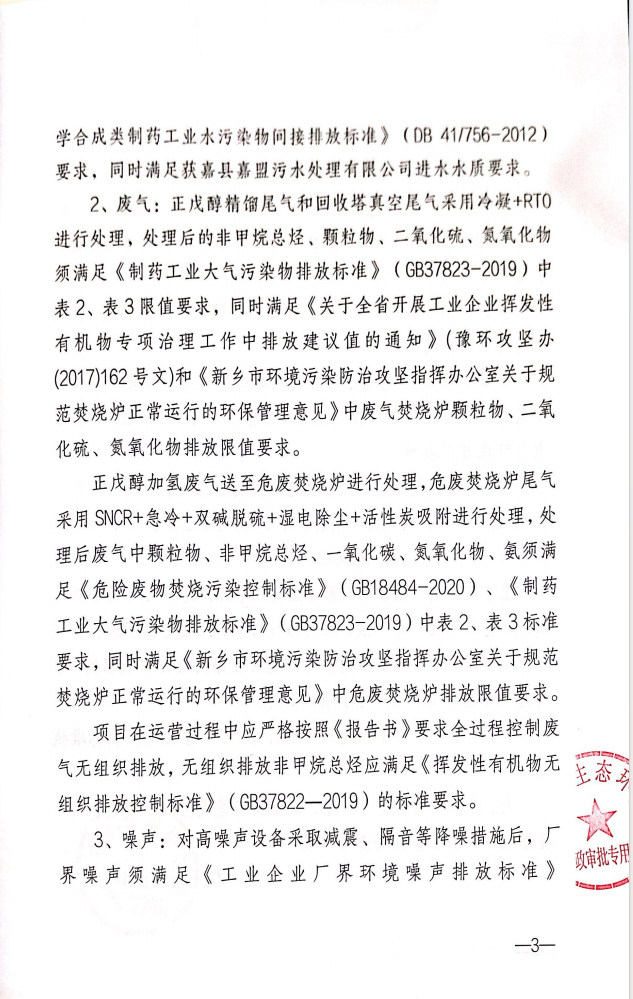 学合成类制药工业水污染物间接排放标准》（DB 41/756-2012）
要求，同时满足获嘉县嘉盟污水处理有限公司进水水质要求。
2、废气：正戊醇精馏尾气和回收塔真空尾气采用冷凝+RTO
进行处理，处理后的非甲烷总烃、颗粒物、二氧化硫、氮氧化物
须满足《制药工业大气污染物排放标准》（GB37823-2019）中
表 2、表 3 限值要求，同时满足《关于全省开展工业企业挥发性
有机物专项治理工作中排放建议值的通知》(豫环攻坚办
(2017)162 号文)和《新乡市环境污染防治攻坚指挥办公室关于规
范焚烧炉正常运行的环保管理意见》中废气焚烧炉颗粒物、二氧
化硫、氮氧化物排放限值要求。
正戊醇加氢废气送至危废焚烧炉进行处理，危废焚烧炉尾气
采用 SNCR+急冷+双碱脱硫+湿电除尘+活性炭吸附进行处理，处
理后废气中颗粒物、非甲烷总烃、一氧化碳、氮氧化物、氨须满
足《危险废物焚烧污染控制标准》（GB18484-2020）、《制药
工业大气污染物排放标准》（GB37823-2019）中表 2、表 3 标准
要求，同时满足《新乡市环境污染防治攻坚指挥办公室关于规范
焚烧炉正常运行的环保管理意见》中危废焚烧炉排放限值要求。
项目在运营过程中应严格按照《报告书》要求全过程控制废
气无组织排放，无组织排放非甲烷总烃应满足《挥发性有机物无
组织排放控制标准》（GB37822—2019）的标准要求。
3、噪声：对高噪声设备采取减震、隔音等降噪措施后，厂
界噪声须满足《工业企业厂界环境噪声排放标准》
生态环
政审批专用
—3—